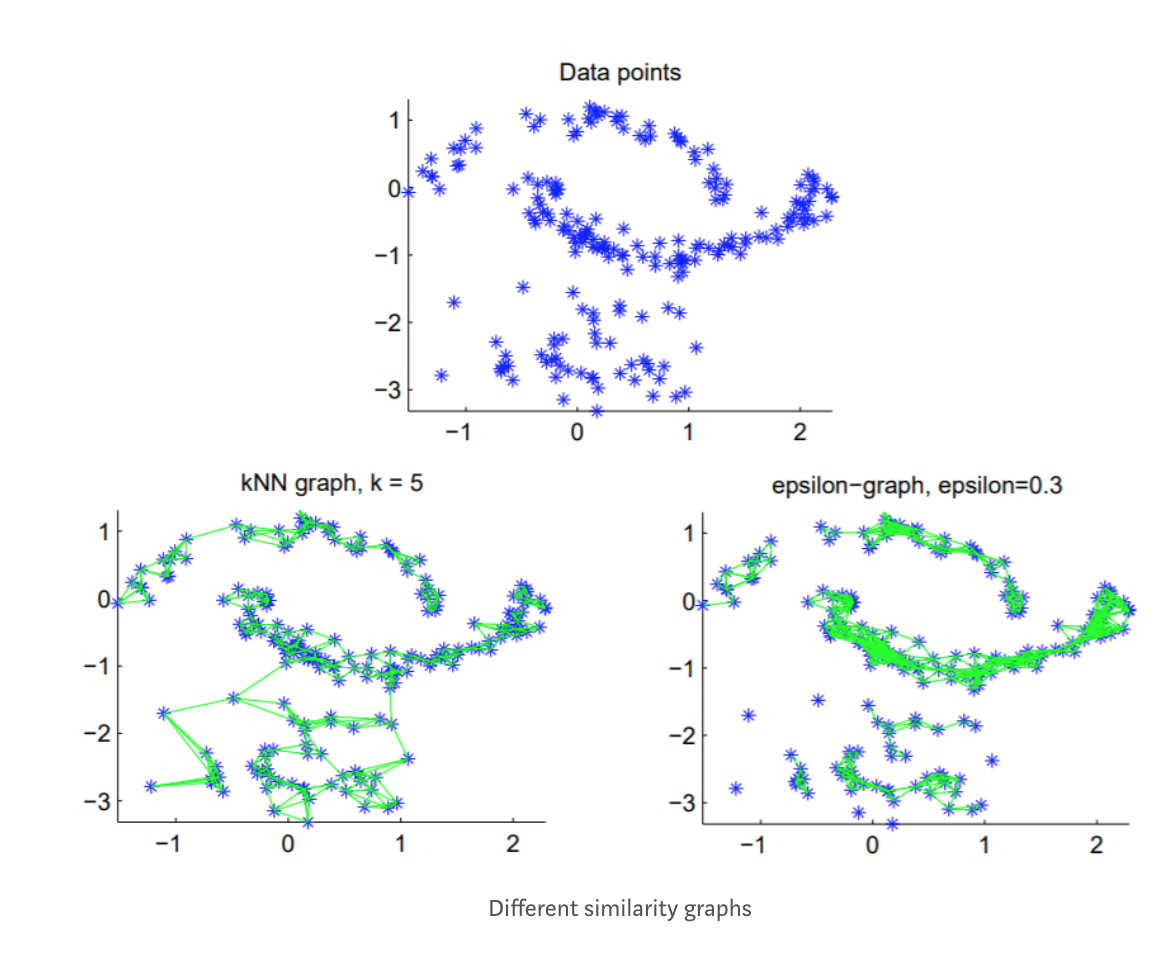 Data points
1
0
−1
−2
−3
−1 0 1 2
kNN graph, k = 5
1
0
−1
−2
−3
−1 0 1 2
epsilon−graph, epsilon=0.3
1
0
−1
−2
−3
−1 0 1 2
Different similarity graphs